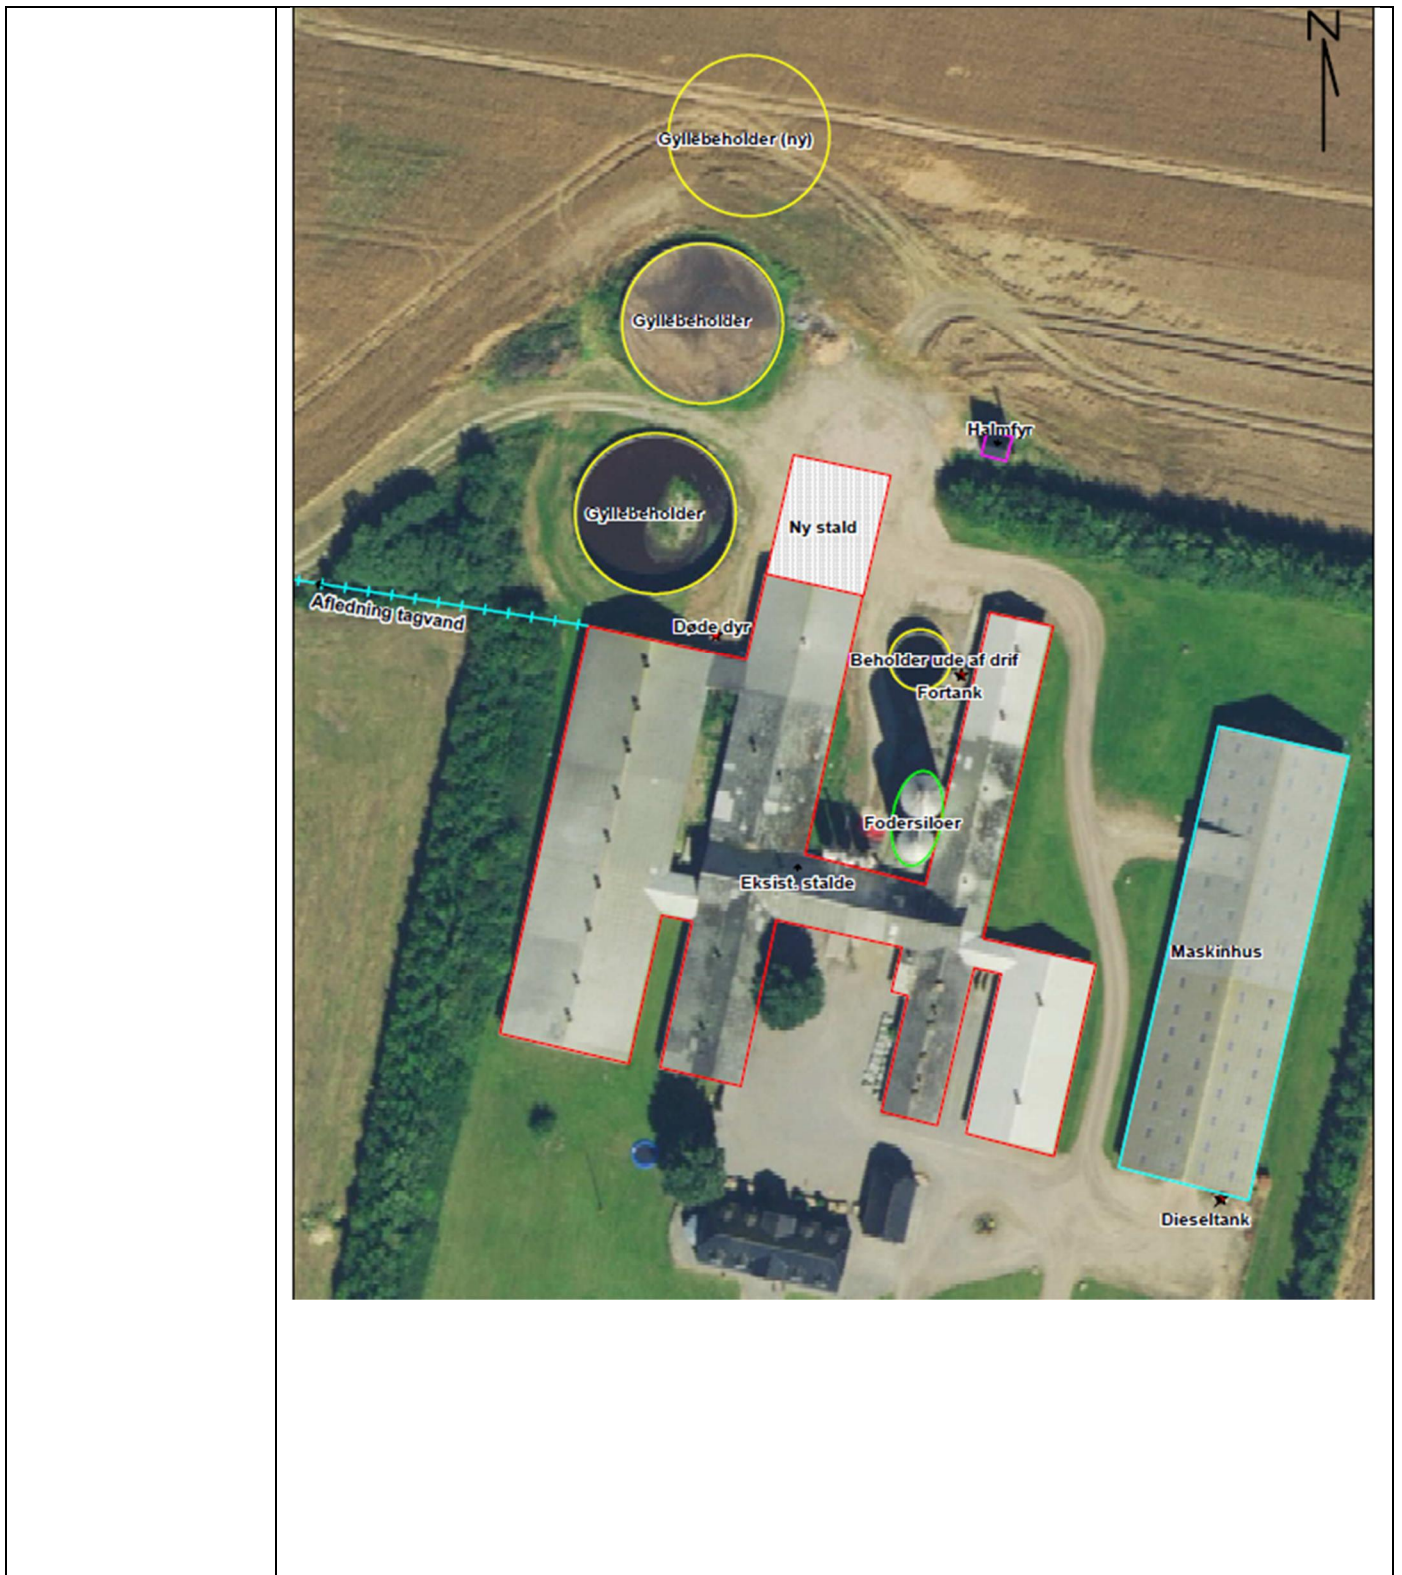 N
Gyllebeholder (ny)
Gyllebeholder
Halmfyr
Gyllebeholder
Ny stald
Afledning tagvand
Døde dyr
Beholder ude af drif
Fortank
Fodersiloer
Eksist. stalde
Maskinhus
Dieseltank